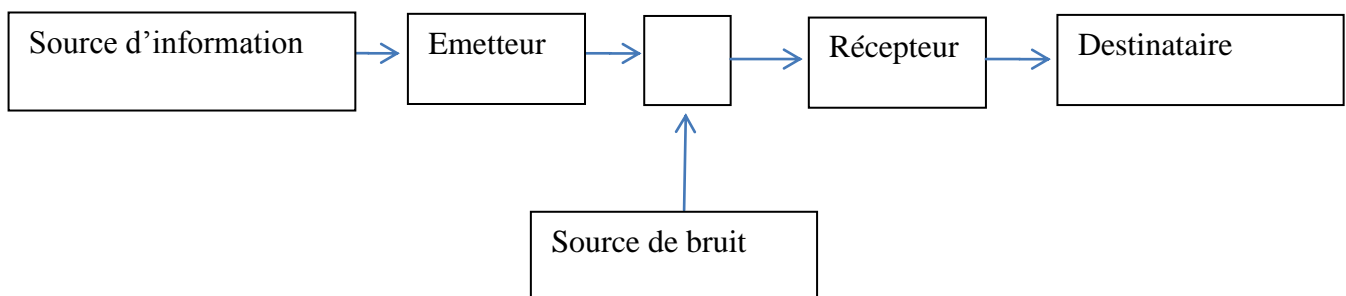 Source d’information
Emetteur
Récepteur
Destinataire
Source de bruit